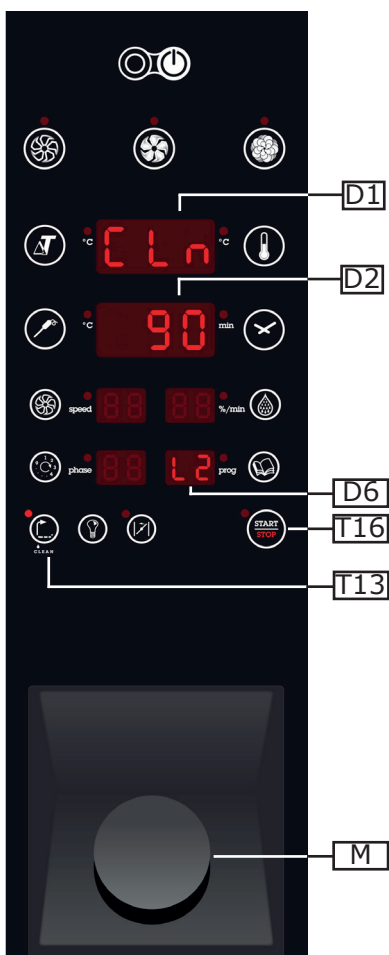 D1
°C CLn °C
D2
°C 90 min
speed 88 88 %/min
phase 88 L2 prog
D6
START
STOP
T16
CLEAN
T13
M